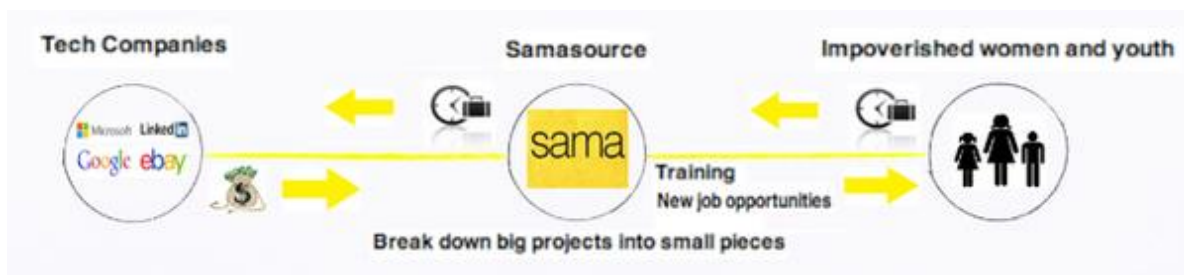 Tech Companies
Samasource
Impoverished women and youth
Microsoft LinkedIn
Google ebay
$
sama
Training
New job opportunities
Break down big projects into small pieces